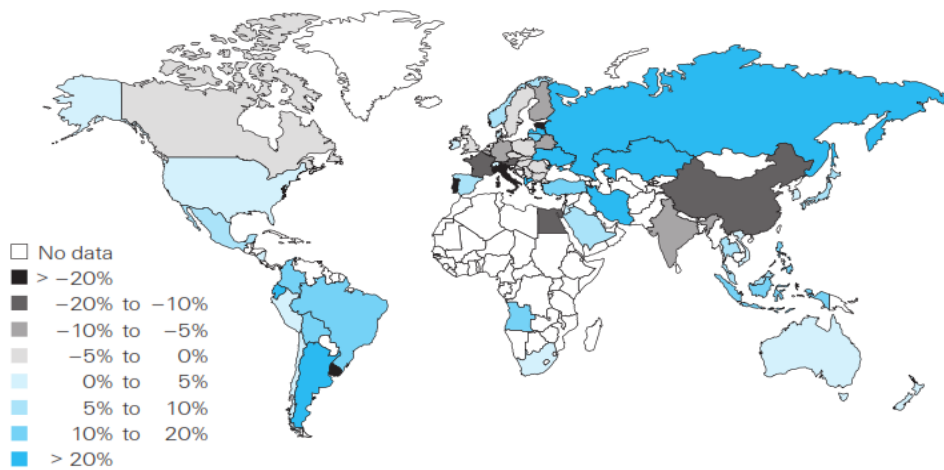 No data
> −20%
−20% to −10%
−10% to −5%
−5% to 0%
0% to 5%
5% to 10%
10% to 20%
> 20%